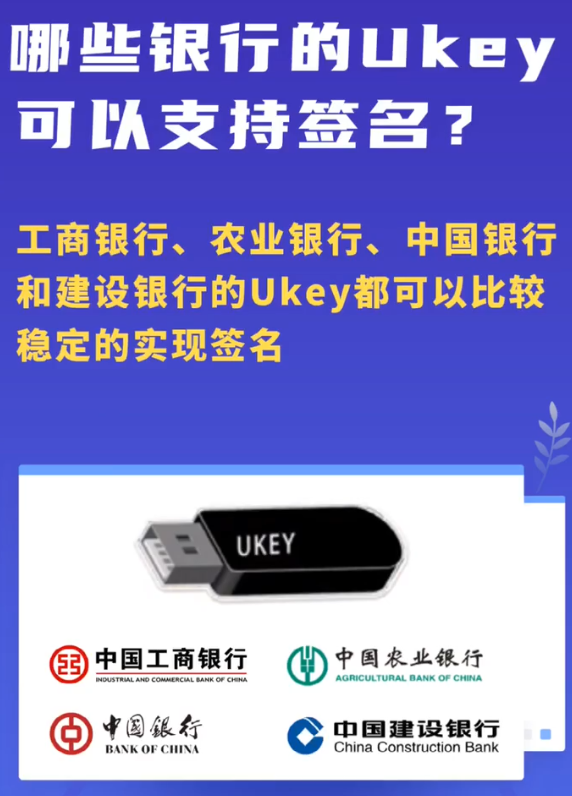 哪些银行的Ukey
可以支持签名？
工商银行、农业银行、中国银行
和建设银行的Ukey都可以比较
稳定的实现签名
UKEY
中国工商银行
INDUSTRIAL AND COMMERCIAL BANK OF CHINA
中国农业银行
AGRICULTURAL BANK OF CHINA
中國銀行
BANK OF CHINA
中国建设银行
China Construction Bank